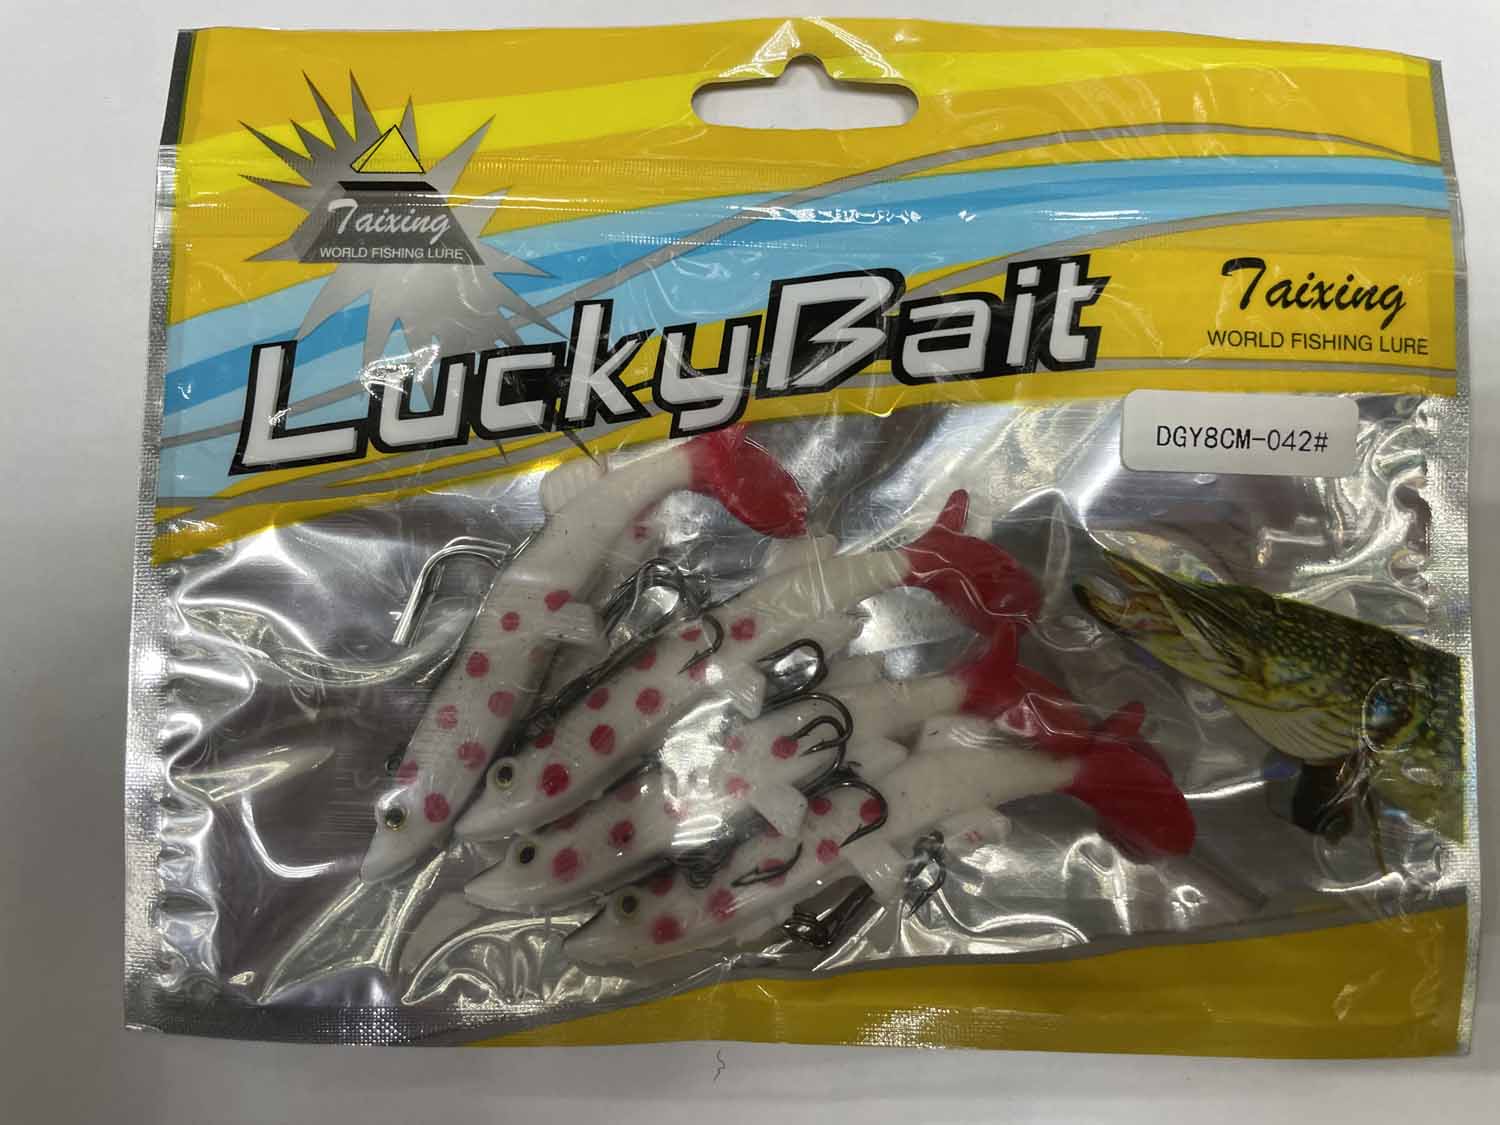 Taixing
WORLD FISHING LURE
LuckyBait
Taixing
WORLD FISHING LURE
DGY8CM-042#